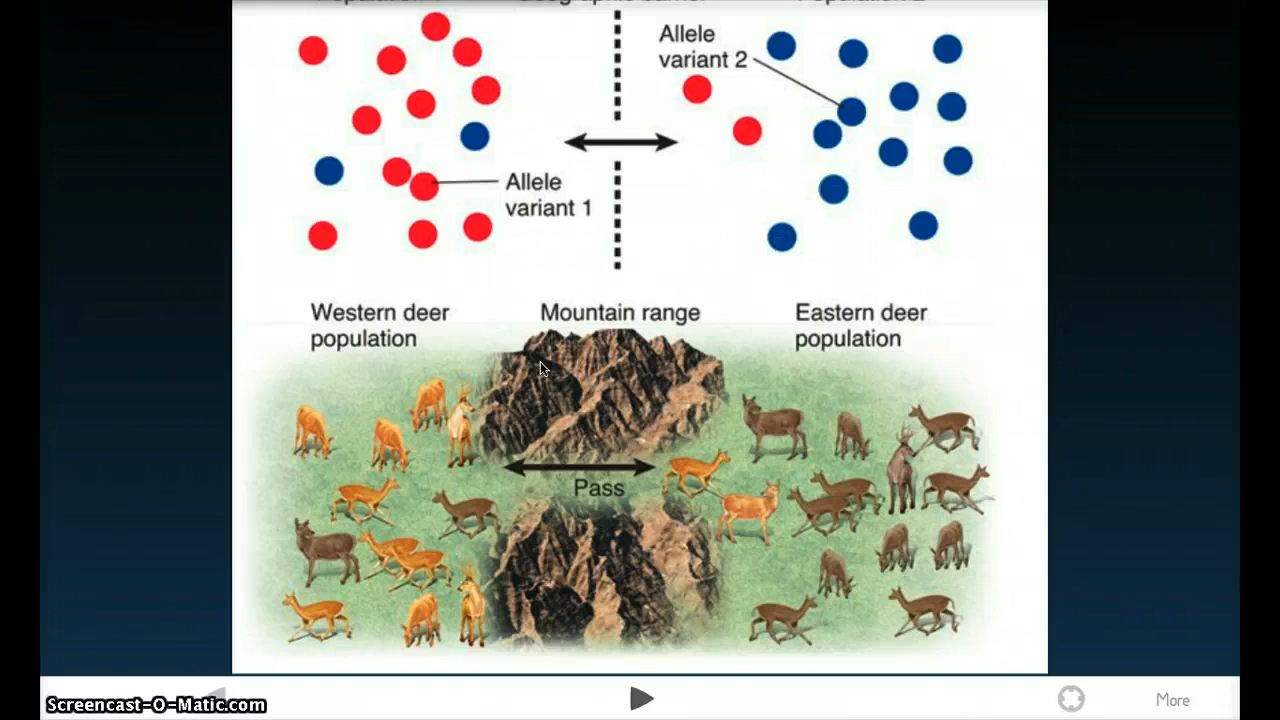 Allele
variant 2
Allele
variant 1
Western deer
population
Mountain range
Eastern deer
population
Pass
Screencast-O-Matic.com
More